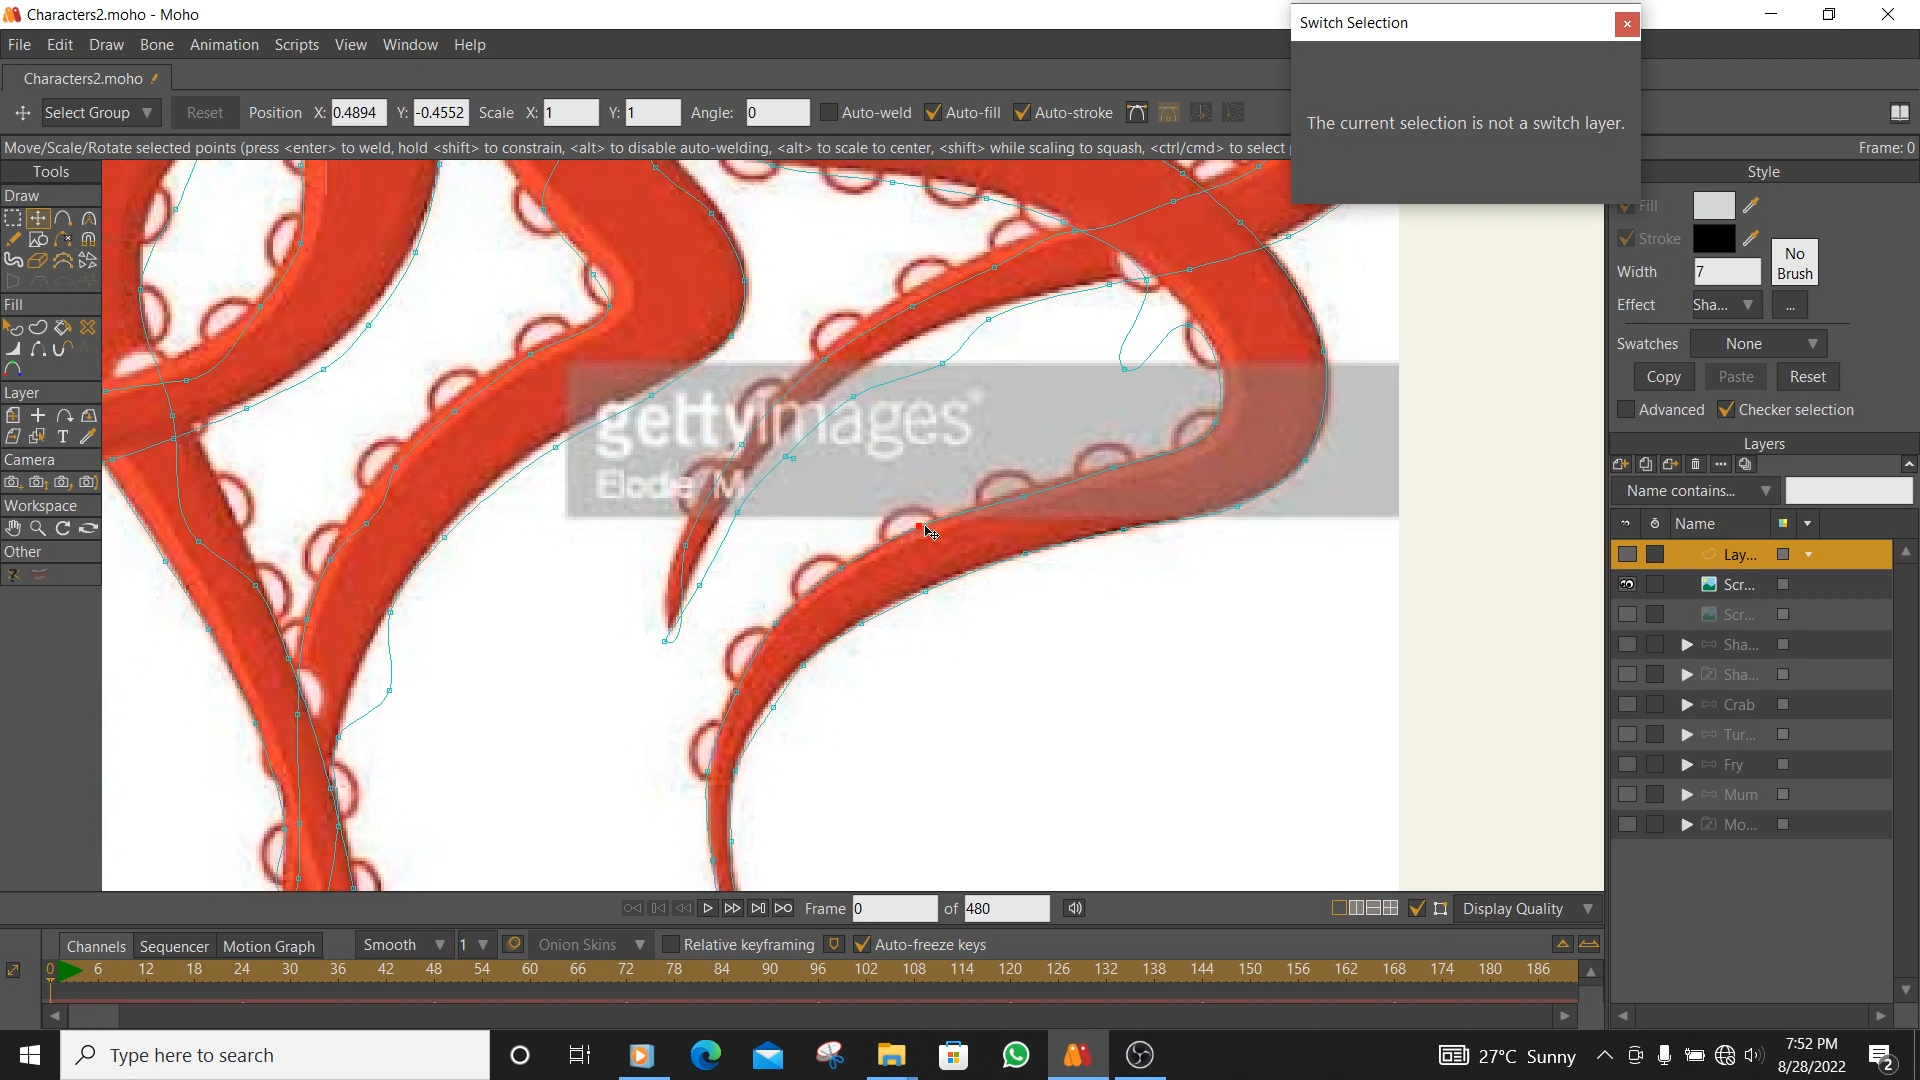 Characters2.moho - Moho
Switch Selection
File Edit Draw Bone Animation Scripts View Window Help
Characters2.moho
Select Group Reset Position X: 0.4894 Y: -0.4552 Scale X: 1 Y: 1 Angle: 0 Auto-weld Auto-fill Auto-stroke
The current selection is not a switch layer.
Move/Scale/Rotate selected points (press <enter> to weld, hold <shift> to constrain, <alt> to disable auto-welding, <alt> to scale to center, <shift> while scaling to squash, <ctrl/cmd> to select
Frame: 0
Tools
Draw
Fill
Layer
Camera
Workspace
Other
gettyimages®
Elodie M
Style
Fill
Stroke
No Brush
Width 7
Effect Sha... ...
Swatches None
Copy Paste Reset
Advanced Checker selection
Layers
Name contains...
Name
Lay...
Scr...
Scr...
Sha...
Sha...
Crab
Tur...
Fry
Mum
Mo...
Frame 0 of 480 Display Quality
Channels Sequencer Motion Graph Smooth 1 Onion Skins Relative keyframing Auto-freeze keys
0 6 12 18 24 30 36 42 48 54 60 66 72 78 84 90 96 102 108 114 120 126 132 138 144 150 156 162 168 174 180 186
Type here to search
27°C Sunny
7:52 PM
8/28/2022
2